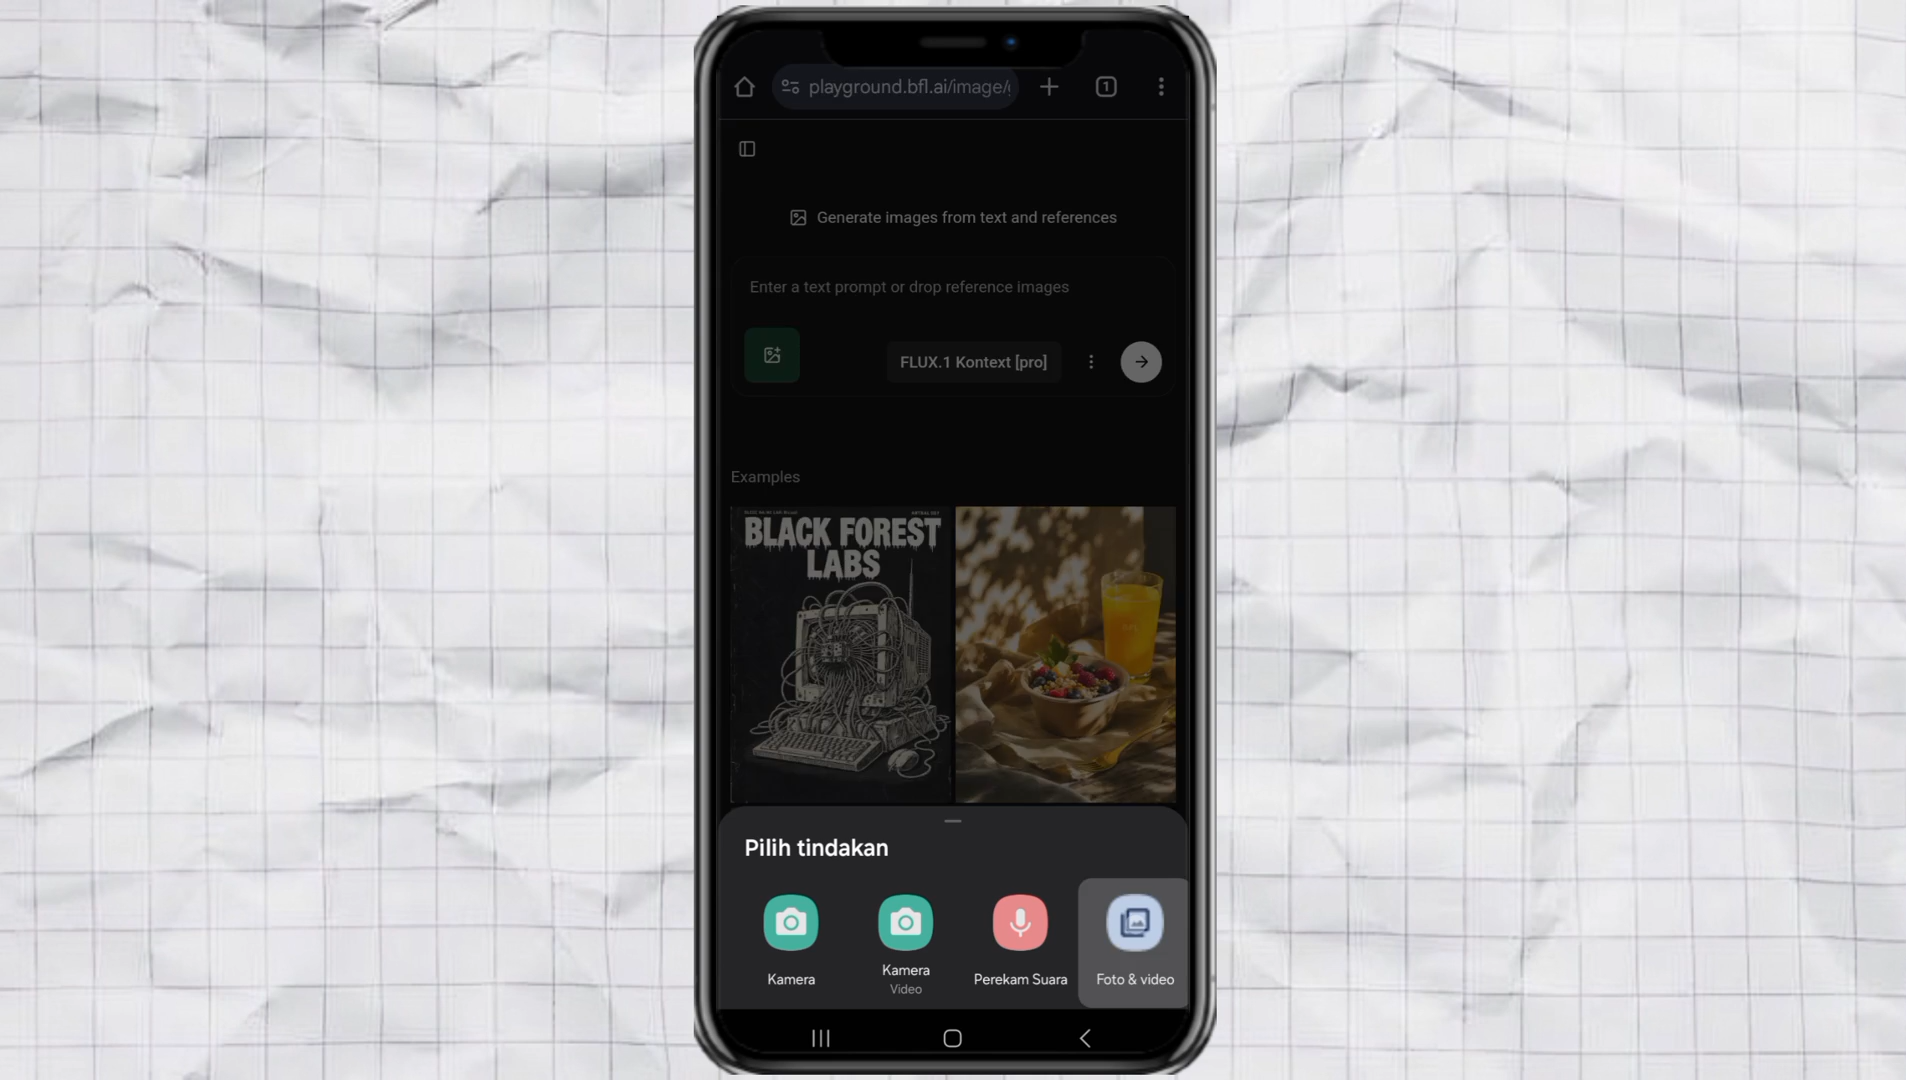 playground.bfl.ai/image/
1
Generate images from text and references
Enter a text prompt or drop reference images
FLUX.1 Kontext [pro]
Examples
BLACK FOREST
LABS
Pilih tindakan
Kamera
Kamera
Video
Perekam Suara
Foto & video